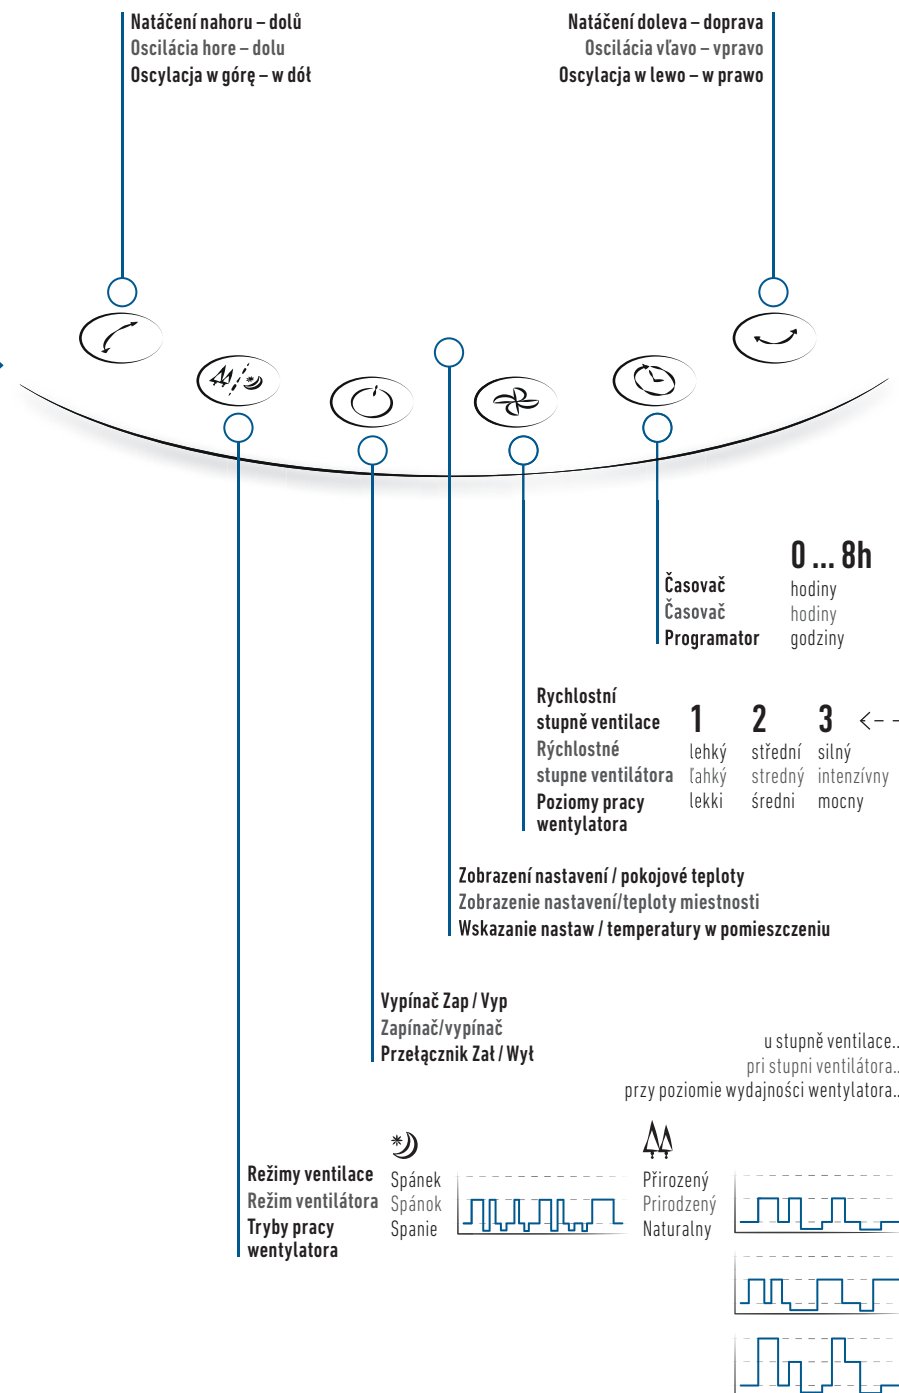 Natáčení nahoru – dolů
Oscilácia hore – dolu
Oscylacja w górę – w dół
Natáčení doleva – doprava
Oscilácia vľavo – vpravo
Oscylacja w lewo – w prawo
0 ... 8h
Časovač hodiny
Časovač hodiny
Programator godziny
Rychlostní
stupně ventilace 1 2 3
Rýchlostné lehký střední silný
stupne ventilátora ľahký stredný intenzívny
Poziomy pracy lekki średni mocny
wentylatora
Zobrazení nastavení / pokojové teploty
Zobrazenie nastavení/teploty miestnosti
Wskazanie nastaw / temperatury w pomieszczeniu
Vypínač Zap / Vyp
Zapínač/vypínač
Przełącznik Zał / Wył
u stupně ventilace..
pri stupni ventilátora..
przy poziomie wydajności wentylatora..
Režimy ventilace Spánek Přirozený
Režim ventilátora Spánok Prirodzený
Tryby pracy Spanie Naturalny
wentylatora